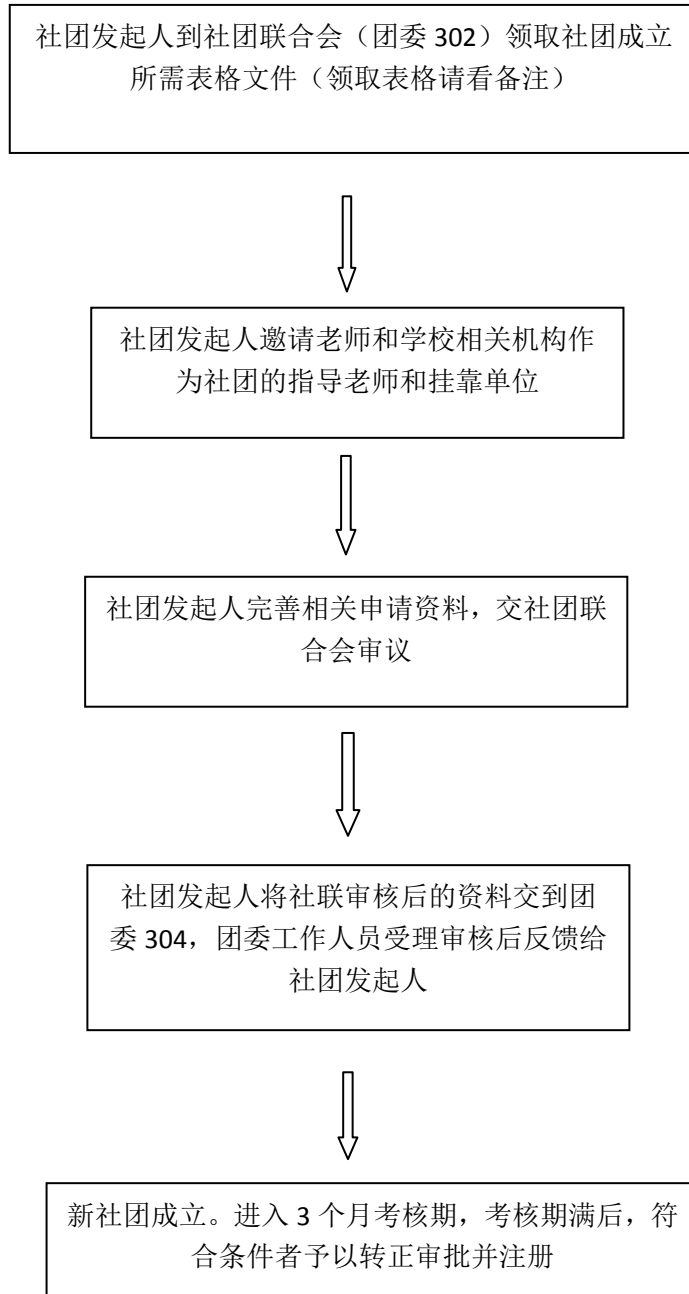 社团发起人到社团联合会（团委 302）领取社团成立
所需表格文件（领取表格请看备注）
社团发起人邀请老师和学校相关机构作
为社团的指导老师和挂靠单位
社团发起人完善相关申请资料，交社团联
合会审议
社团发起人将社联审核后的资料交到团
委 304，团委工作人员受理审核后反馈给
社团发起人
新社团成立。进入 3 个月考核期，考核期满后，符
合条件者予以转正审批并注册